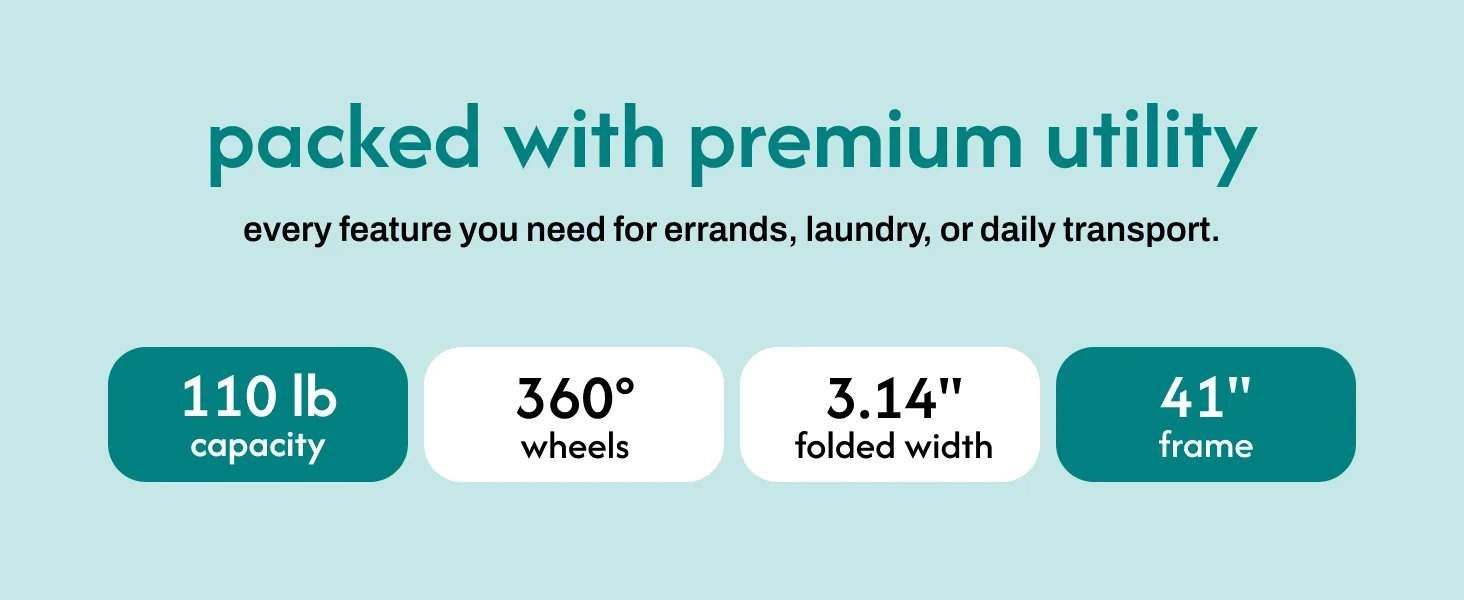 packed with premium utility
every feature you need for errands, laundry, or daily transport.
110 lb
capacity
360°
wheels
3.14"
folded width
41"
frame